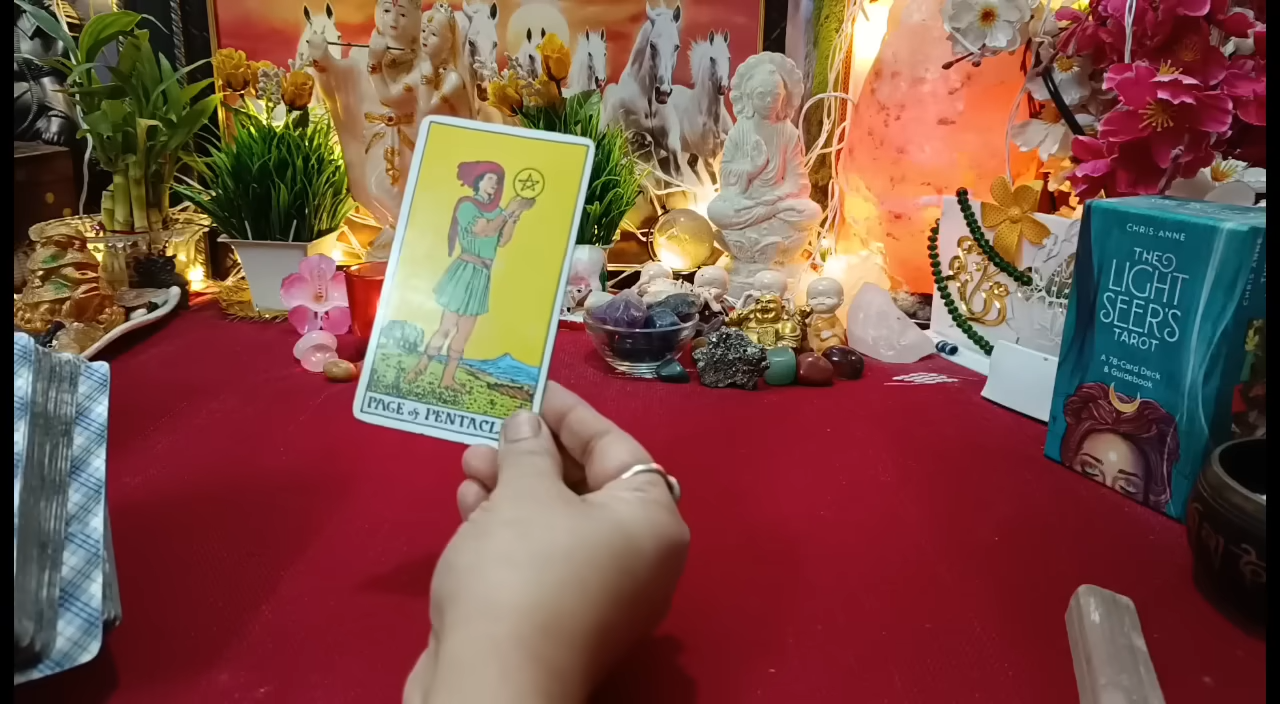 PAGE of PENTACL
CHRIS-ANNE
THE
LIGHT
SEER'S
TAROT
A 78-Card Deck
& Guidebook